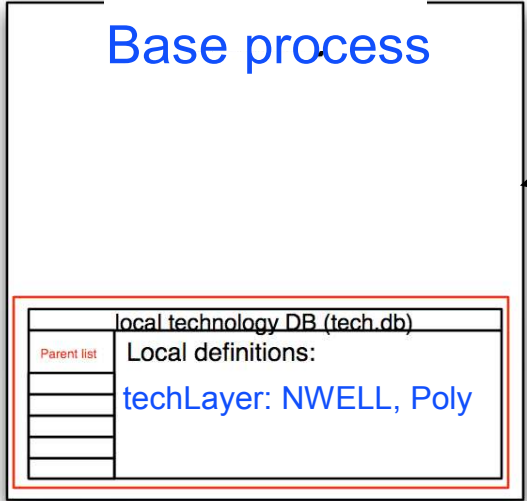 Base process
local technology DB (tech.db)
Parent list
Local definitions:
techLayer: NWELL, Poly